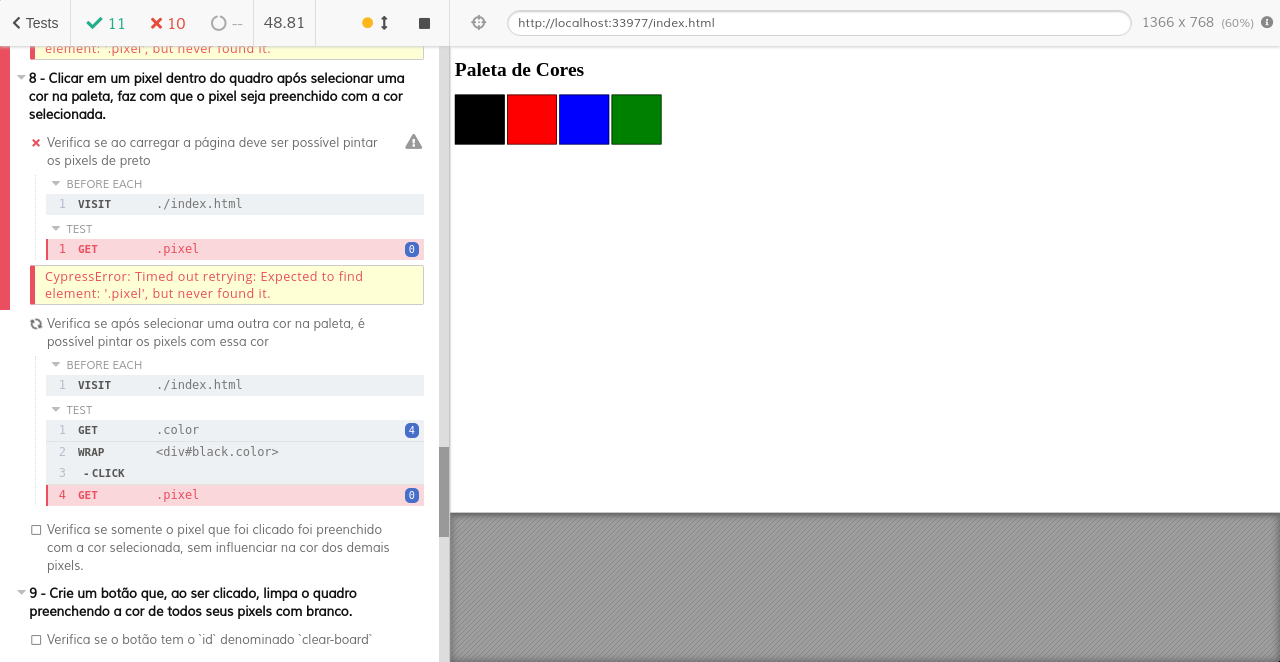 Tests
11
10
--
48.81
http://localhost:33977/index.html
1366 x 768 (60%)
element: '.pixel', but never found it.
8 - Clicar em um pixel dentro do quadro após selecionar uma
cor na paleta, faz com que o pixel seja preenchido com a cor
selecionada.
Verifica se ao carregar a página deve ser possível pintar
os pixels de preto
BEFORE EACH
1 VISIT ./index.html
TEST
1 GET .pixel 0
CypressError: Timed out retrying: Expected to find
element: '.pixel', but never found it.
Verifica se após selecionar uma outra cor na paleta, é
possível pintar os pixels com essa cor
BEFORE EACH
1 VISIT ./index.html
TEST
1 GET .color 4
2 WRAP <div#black.color>
3 -CLICK
4 GET .pixel 0
Verifica se somente o pixel que foi clicado foi preenchido
com a cor selecionada, sem influenciar na cor dos demais
pixels.
9 - Crie um botão que, ao ser clicado, limpa o quadro
preenchendo a cor de todos seus pixels com branco.
Verifica se o botão tem o `id` denominado `clear-board`
Paleta de Cores